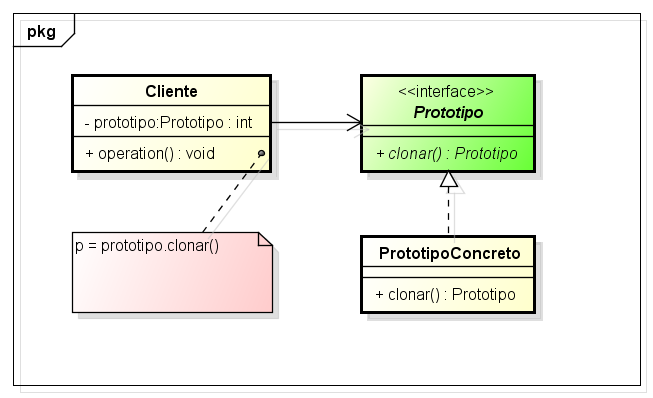 pkg
Cliente
- prototipo:Prototipo : int
+ operation() : void
<<interface>>
Prototipo
+ clonar() : Prototipo
p = prototipo.clonar()
PrototipoConcreto
+ clonar() : Prototipo